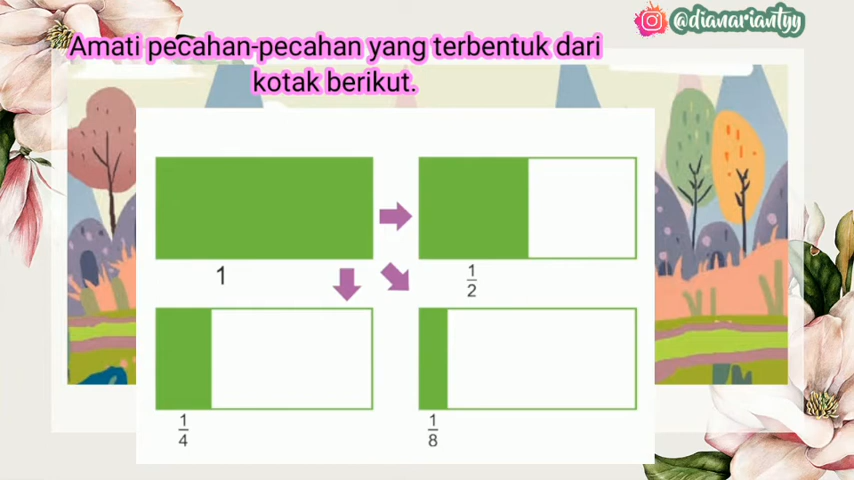 @dianariantyy
Amati pecahan-pecahan yang terbentuk dari
kotak berikut.
1
1/2
1/4
1/8